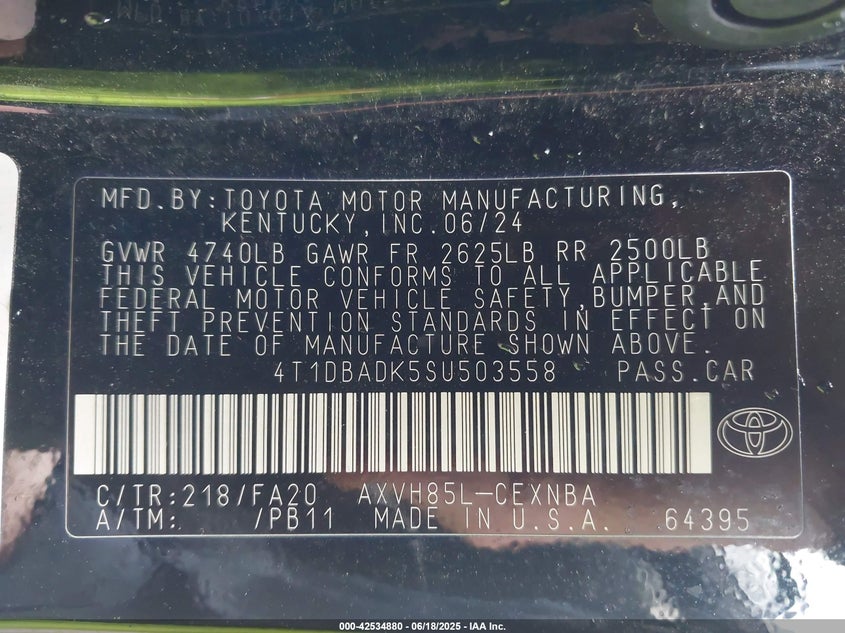 MFD.BY:TOYOTA MOTOR MANUFACTURING,
KENTUCKY,INC.06/24
GVWR 4740LB GAWR FR 2625LB RR 2500LB
THIS VEHICLE CONFORMS TO ALL APPLICABLE
FEDERAL MOTOR VEHICLE SAFETY,BUMPER,AND
THEFT PREVENTION STANDARDS IN EFFECT ON
THE DATE OF MANUFACTURE SHOWN ABOVE.
4T1DBADK5SU503558 PASS.CAR
C/TR:218/FA20 AXVH85L-CEXNBA
A/TM: /PB11 MADE IN U.S.A. 64395
000-42534880 - 06/18/2025 - IAA Inc.